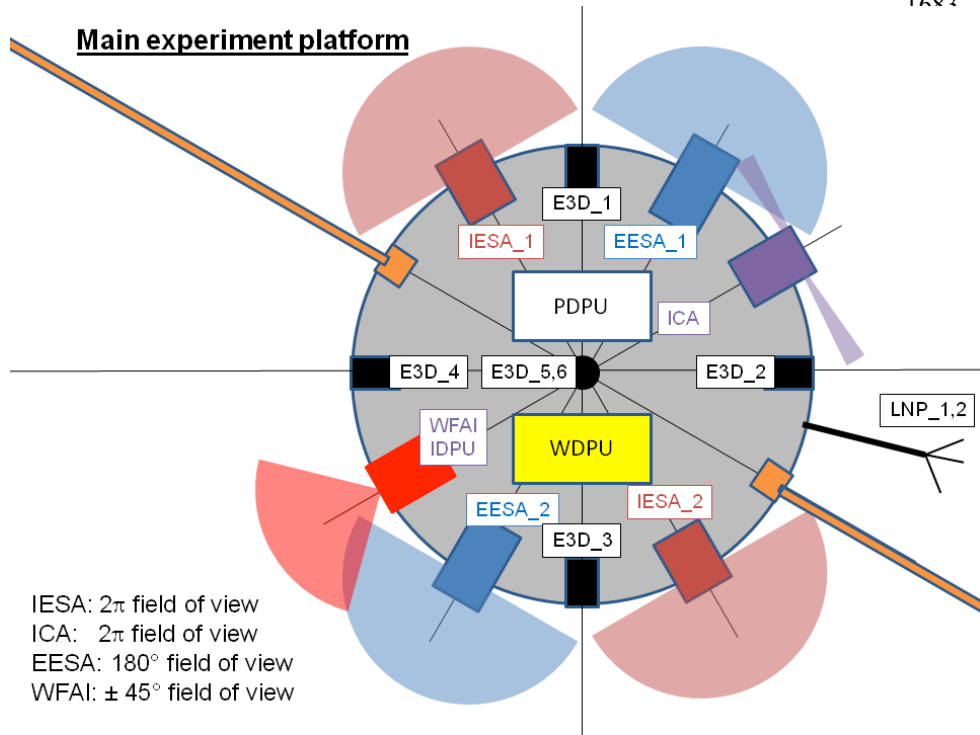 Main experiment platform
E3D_1
IESA_1
EESA_1
PDPU
ICA
E3D_4
E3D_5,6
E3D_2
LNP_1,2
WFAI
IDPU
WDPU
EESA_2
IESA_2
E3D_3
IESA: 2π field of view
ICA: 2π field of view
EESA: 180° field of view
WFAI: ± 45° field of view